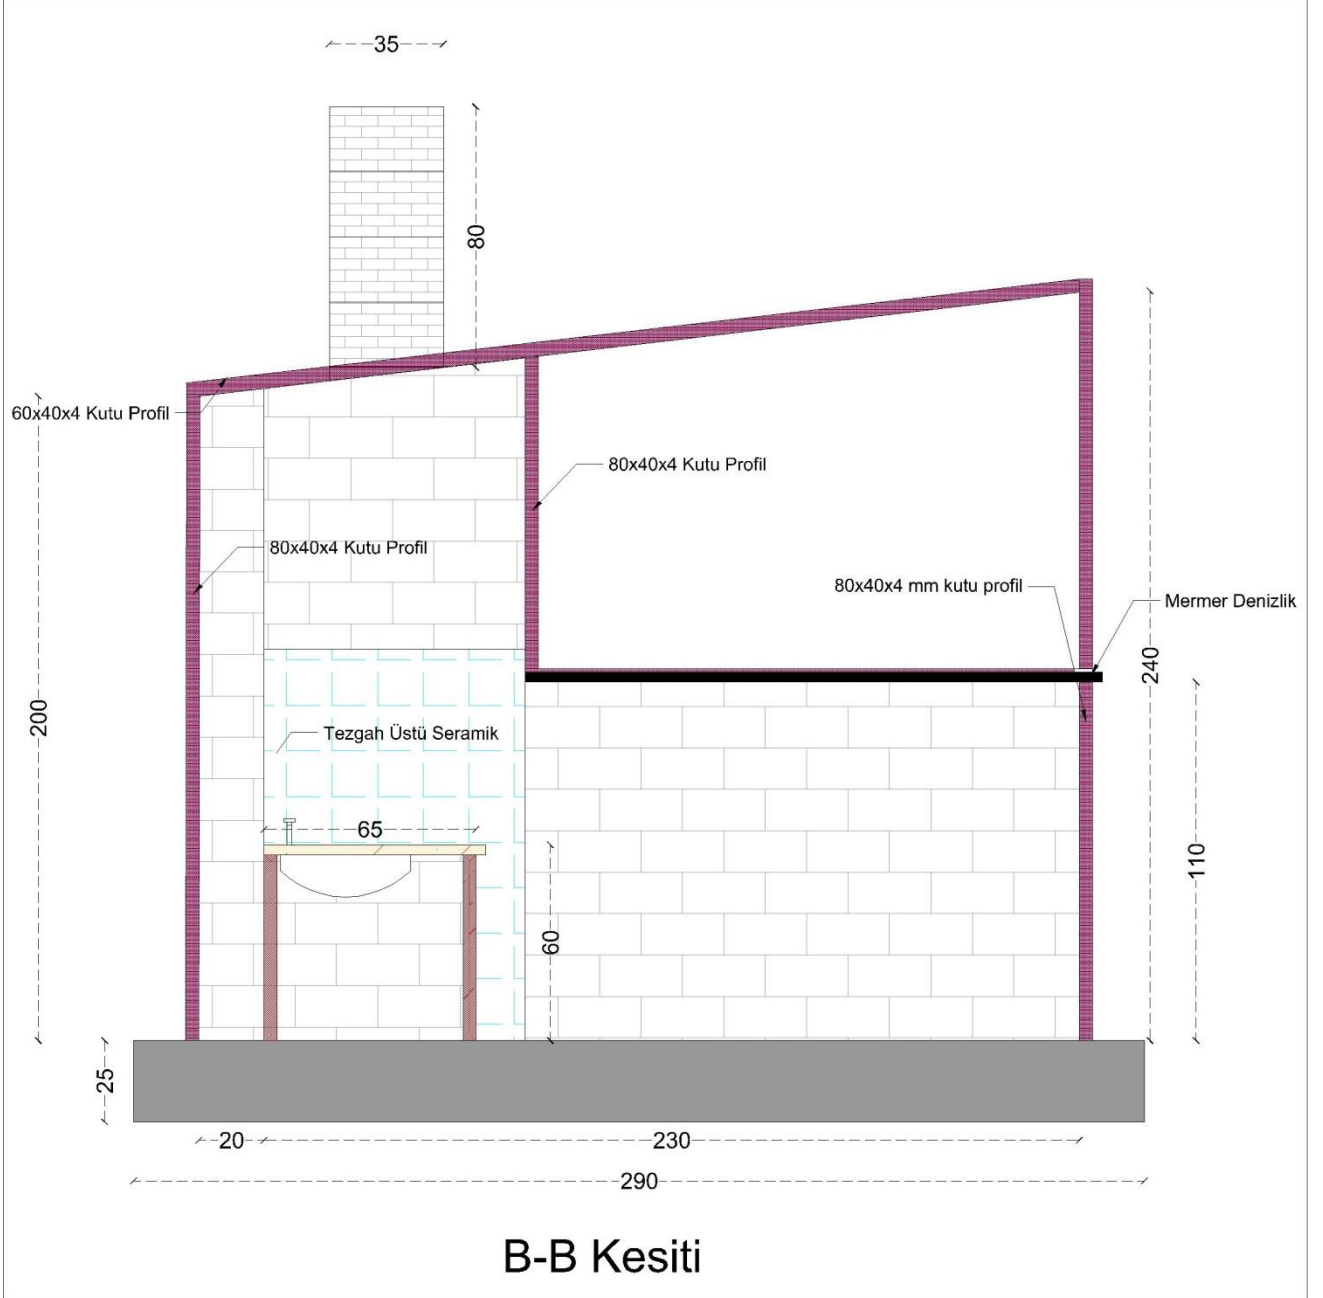 35
80
60x40x4 Kutu Profil
80x40x4 Kutu Profil
80x40x4 Kutu Profil
80x40x4 mm kutu profil
Mermer Denizlik
240
200
Tezgah Üstü Seramik
65
110
60
25
20
230
290
B-B Kesiti